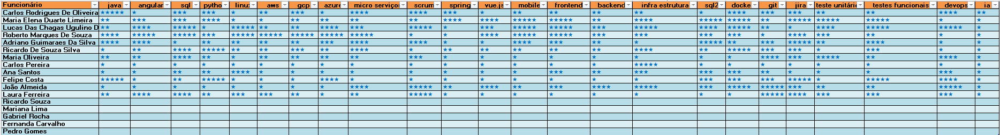 Funcionário java angular sql pytho linux aws gcp azure micro serviços scrum spring vue.js mobile frontend backend infra estrutura sql2 docke git jira teste unitári testes funcionais devops ia
Carlos Rodrigues De Oliveira ★★★★★ ★ ★★★ ★★★ ★ ★★ ★★ ★ ★★★ ★★★ ★★ ★ ★★ ★★ ★★ ★★ ★ ★★★★ ★★★ ★★★ ★★ ★★ ★★★★ ★★
Maria Elena Duarte Limeira ★★ ★★★ ★★★ ★★★★ ★ ★ ★★ ★★ ★★ ★★ ★★★★ ★★★★ ★★★★★ ★★★★★ ★★ ★★★ ★★★★★ ★★★★★ ★★ ★★★★★ ★★★★★ ★★★★★ ★ ★
Lucas Das Chagas Ugulino D ★★ ★★★★ ★★★★★ ★ ★★★★★ ★★ ★★ ★★★★ ★★★ ★★★★★ ★ ★★★ ★★★★★ ★★★★★ ★★★ ★★★★★ ★★★★ ★★★★★ ★★ ★ ★★★★ ★★★★★ ★★★★★ ★
Roberto Marques De Souza ★★★★ ★★★★★ ★★★★★ ★★★ ★★★★★ ★★★★★ ★★★★★ ★★★★★ ★★★★★ ★ ★ ★★★★ ★★★★★ ★★★★★ ★★★ ★★★ ★★★ ★★★ ★ ★★★★ ★★★ ★★ ★ ★
Adriano Guimaraes Da Silva ★★★★ ★★★★ ★ ★★ ★★ ★★ ★★ ★★★ ★★★★ ★★★★ ★ ★ ★★★★ ★★★ ★★ ★ ★★★★★ ★★ ★★★ ★★★★★ ★★ ★★★★ ★ ★
Ricardo De Souza Silva ★ ★★ ★★★★ ★★★★★ ★★ ★★ ★★★ ★★ ★★★★ ★ ★★ ★★ ★★ ★★ ★★ ★★★★ ★★ ★★★★★ ★★★ ★★★ ★ ★★★ ★ ★
Maria Oliveira ★★ ★★ ★★★★ ★★ ★ ★★ ★★ ★★ ★★ ★★★ ★ ★ ★ ★ ★ ★ ★ ★ ★★★★ ★★★ ★★★★★ ★★ ★★★★ ★
Carlos Pereira ★ ★ ★ ★ ★ ★ ★ ★ ★ ★ ★ ★ ★ ★ ★ ★★★★★ ★ ★ ★ ★ ★ ★ ★ ★
Ana Santos ★ ★ ★★ ★★ ★★★★ ★ ★ ★ ★ ★ ★ ★ ★ ★★★ ★★ ★★★ ★★★ ★★★ ★★ ★ ★ ★ ★★★ ★
Felipe Costa ★★★★★ ★ ★★ ★★★★★ ★ ★ ★ ★★★★ ★ ★ ★ ★ ★ ★ ★ ★ ★★★ ★★★ ★★★ ★★★★★ ★ ★★★★★ ★★★★ ★
João Almeida ★ ★ ★ ★ ★ ★ ★ ★ ★★★★ ★★★★★ ★★ ★★★★ ★★ ★★★ ★★★★ ★★★★★ ★★★ ★★★★★ ★★★★★ ★★★ ★★ ★★ ★★★★★ ★
Laura Ferreira ★★ ★★★★ ★★★★ ★★ ★★★ ★★★ ★★ ★ ★★ ★★★★★ ★ ★ ★ ★ ★ ★ ★ ★ ★★★★★ ★★★★ ★★★ ★★★ ★★★ ★
Ricardo Souza
Mariana Lima
Gabriel Rocha
Fernanda Carvalho
Pedro Gomes